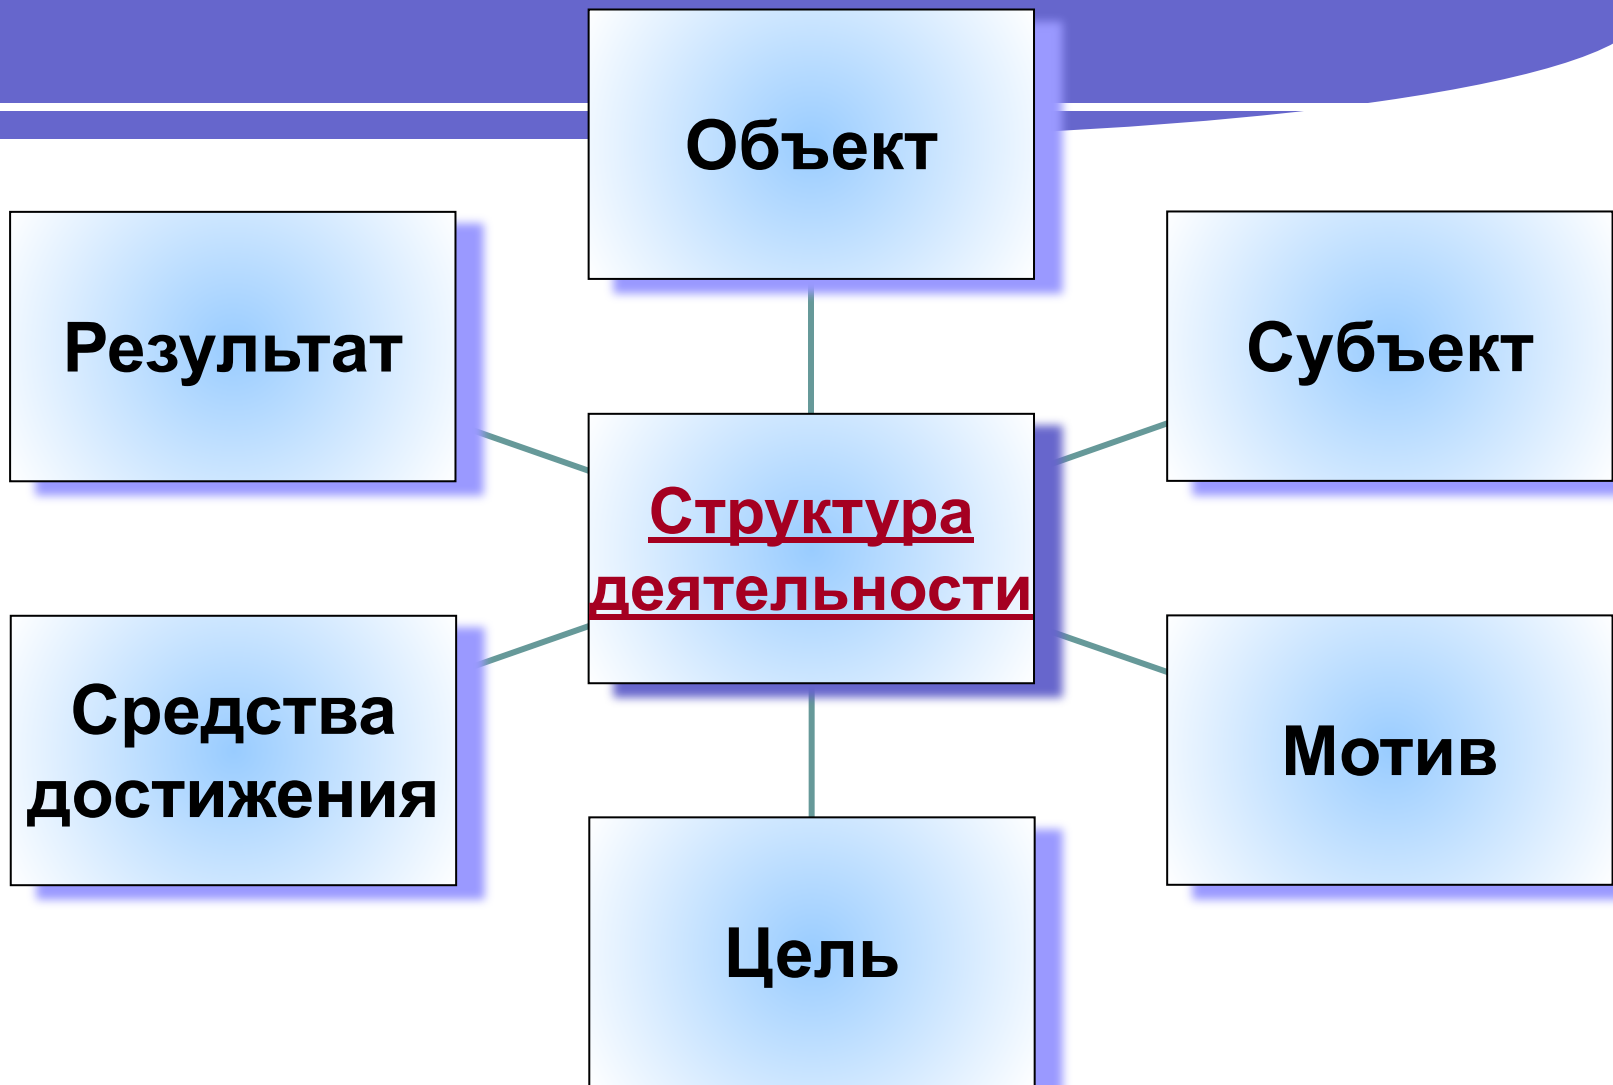 Объект
Результат
Субъект
Структура
деятельности
Средства
достижения
Мотив
Цель